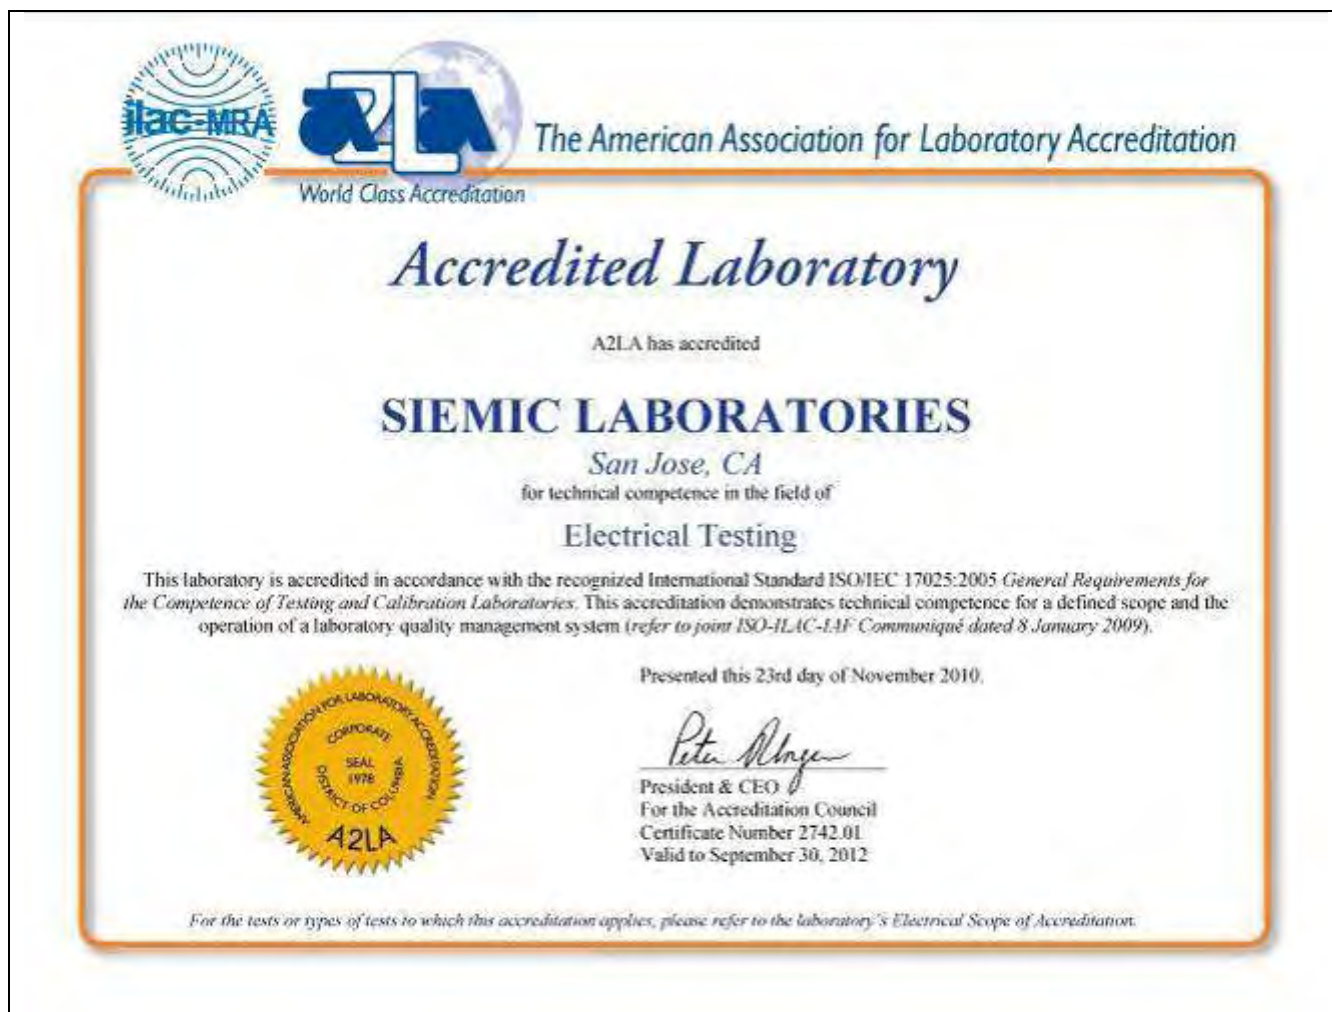 ilac-MRA
A2LA
The American Association for Laboratory Accreditation
World Class Accreditation
Accredited Laboratory
A2LA has accredited
SIEMIC LABORATORIES
San Jose, CA
for technical competence in the field of
Electrical Testing
This laboratory is accredited in accordance with the recognized International Standard ISO/IEC 17025:2005 General Requirements for
the Competence of Testing and Calibration Laboratories. This accreditation demonstrates technical competence for a defined scope and the
operation of a laboratory quality management system (refer to joint ISO-ILAC-IAF Communiqué dated 8 January 2009).
Presented this 23rd day of November 2010.
AMERICAN ASSOCIATION FOR LABORATORY ACCREDITATION
CORPORATE
SEAL
1978
DISTRICT OF COLUMBIA
A2LA
Peter
President & CEO
For the Accreditation Council
Certificate Number 2742.01
Valid to September 30, 2012
For the tests or types of tests to which this accreditation applies, please refer to the laboratory's Electrical Scope of Accreditation.